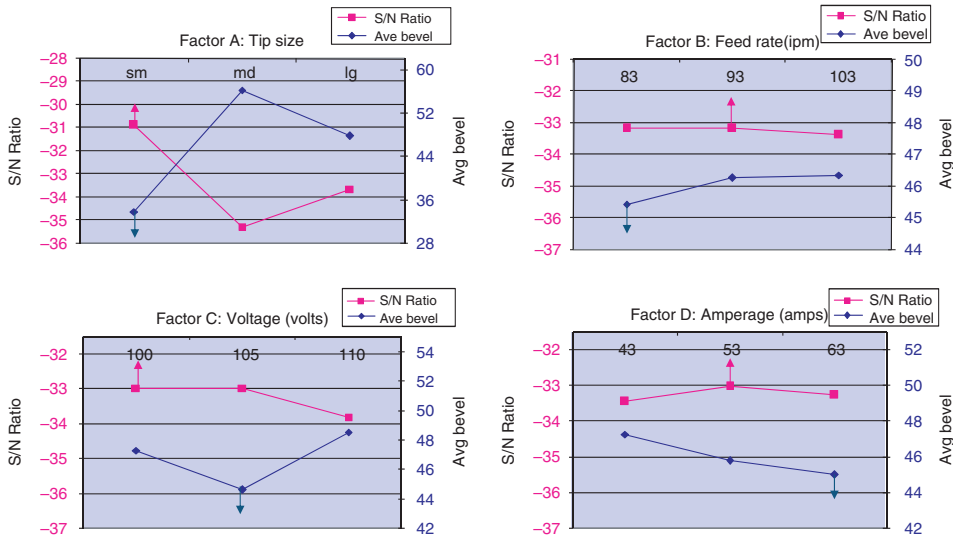 Factor A: Tip size
S/N Ratio
Ave bevel
sm md lg
S/N Ratio
–28
–29
–30
–31
–32
–33
–34
–35
–36
60
52
44
36
28
Avg bevel
Factor B: Feed rate(ipm)
S/N Ratio
Ave bevel
83 93 103
S/N Ratio
–31
–32
–33
–34
–35
–36
–37
50
49
48
47
46
45
44
Avg bevel
Factor C: Voltage (volts)
S/N Ratio
Ave bevel
100 105 110
S/N Ratio
–32
–33
–34
–35
–36
–37
54
52
50
48
46
44
42
Avg bevel
Factor D: Amperage (amps)
S/N Ratio
Ave bevel
43 53 63
S/N Ratio
–32
–33
–34
–35
–36
–37
52
50
48
46
44
42
Avg bevel